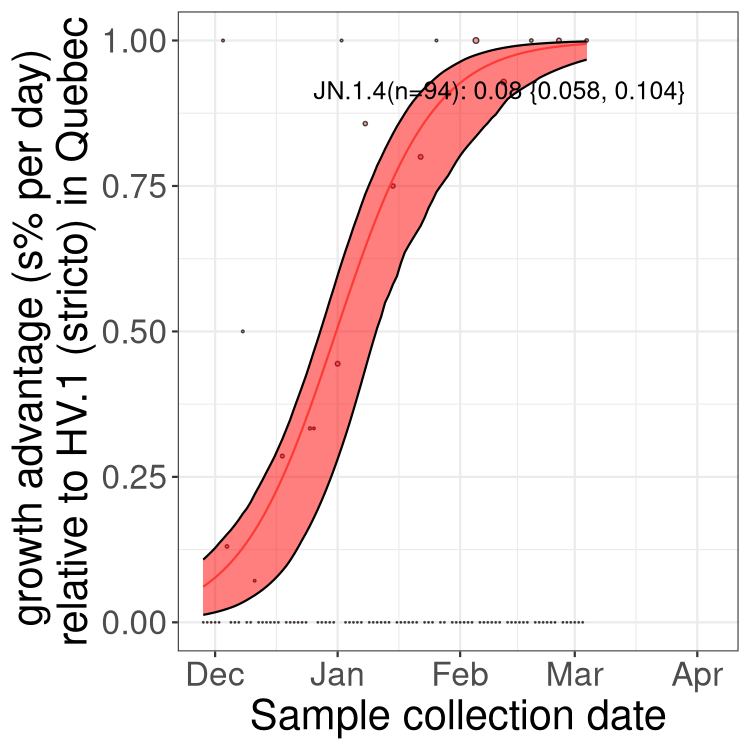 growth advantage (s% per day)
relative to HV.1 (stricto) in Quebec
1.00
0.75
0.50
0.25
0.00
JN.1.4(n=94): 0.08 {0.058, 0.104}
Dec Jan Feb Mar Apr
Sample collection date